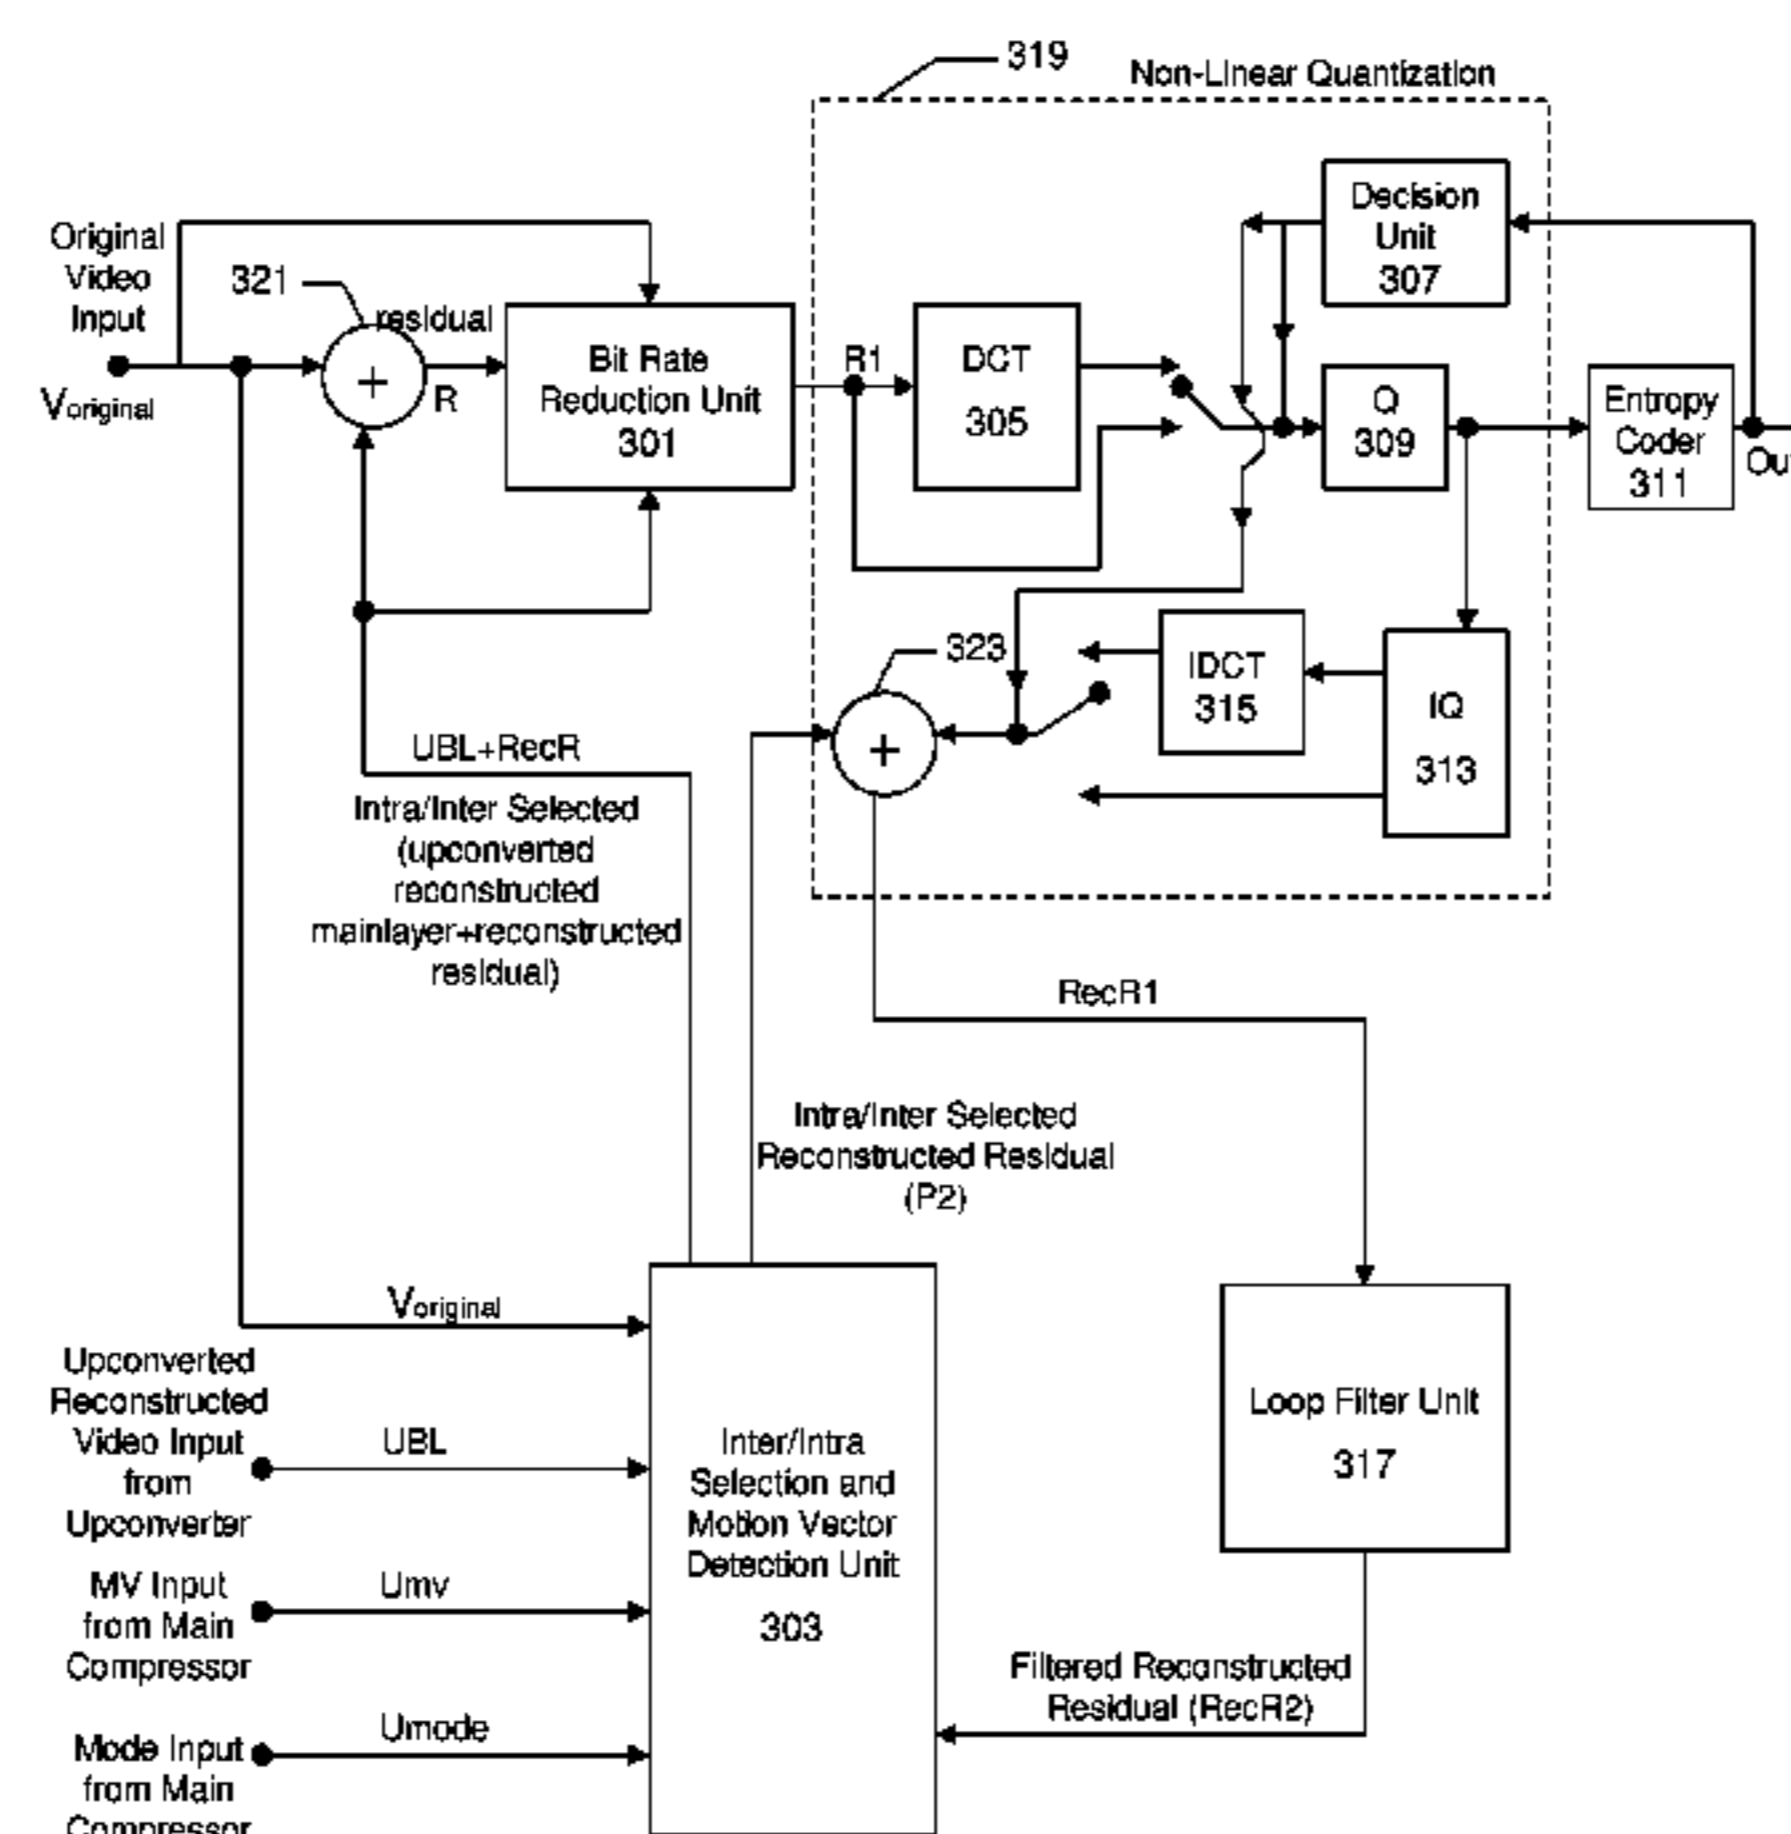 319
Non-Linear Quantization
Decision
Unit
307
Original
Video
Input
Voriginal
321
residual
R
Bit Rate
Reduction Unit
301
R1
DCT
305
Q
309
Entropy
Coder
311
323
IDCT
315
IQ
313
UBL+RecR
Intra/Inter Selected
(upconverted
reconstructed
mainlayer+reconstructed
residual)
RecR1
Intra/Inter Selected
Reconstructed Residual
(P2)
Voriginal
Upconverted
Reconstructed
Video Input
from
Upconverter
UBL
MV Input
from Main
Compressor
Umv
Mode Input
from Main
Compressor
Umode
Inter/Intra
Selection and
Motion Vector
Detection Unit
303
Loop Filter Unit
317
Filtered Reconstructed
Residual (RecR2)